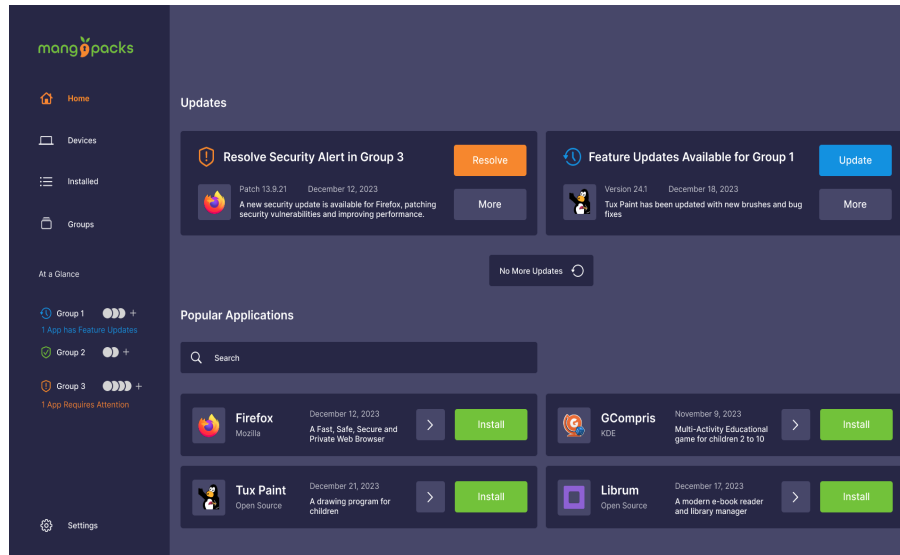 mangopacks
Home
Devices
Installed
Groups
At a Glance
Group 1 +
1 App has Feature Updates
Group 2 +
Group 3 +
1 App Requires Attention
Settings
Updates
Resolve Security Alert in Group 3
Resolve
Patch 13.9.21 December 12, 2023
A new security update is available for Firefox, patching
security vulnerabilities and improving performance.
More
Feature Updates Available for Group 1
Update
Version 24.1 December 18, 2023
Tux Paint has been updated with new brushes and bug
fixes
More
No More Updates
Popular Applications
Search
Firefox
Mozilla
December 12, 2023
A Fast, Safe, Secure and
Private Web Browser
Install
GCompris
KDE
November 9, 2023
Multi-Activity Educational
game for children 2 to 10
Install
Tux Paint
Open Source
December 21, 2023
A drawing program for
children
Install
Librum
Open Source
December 17, 2023
A modern e-book reader
and library manager
Install